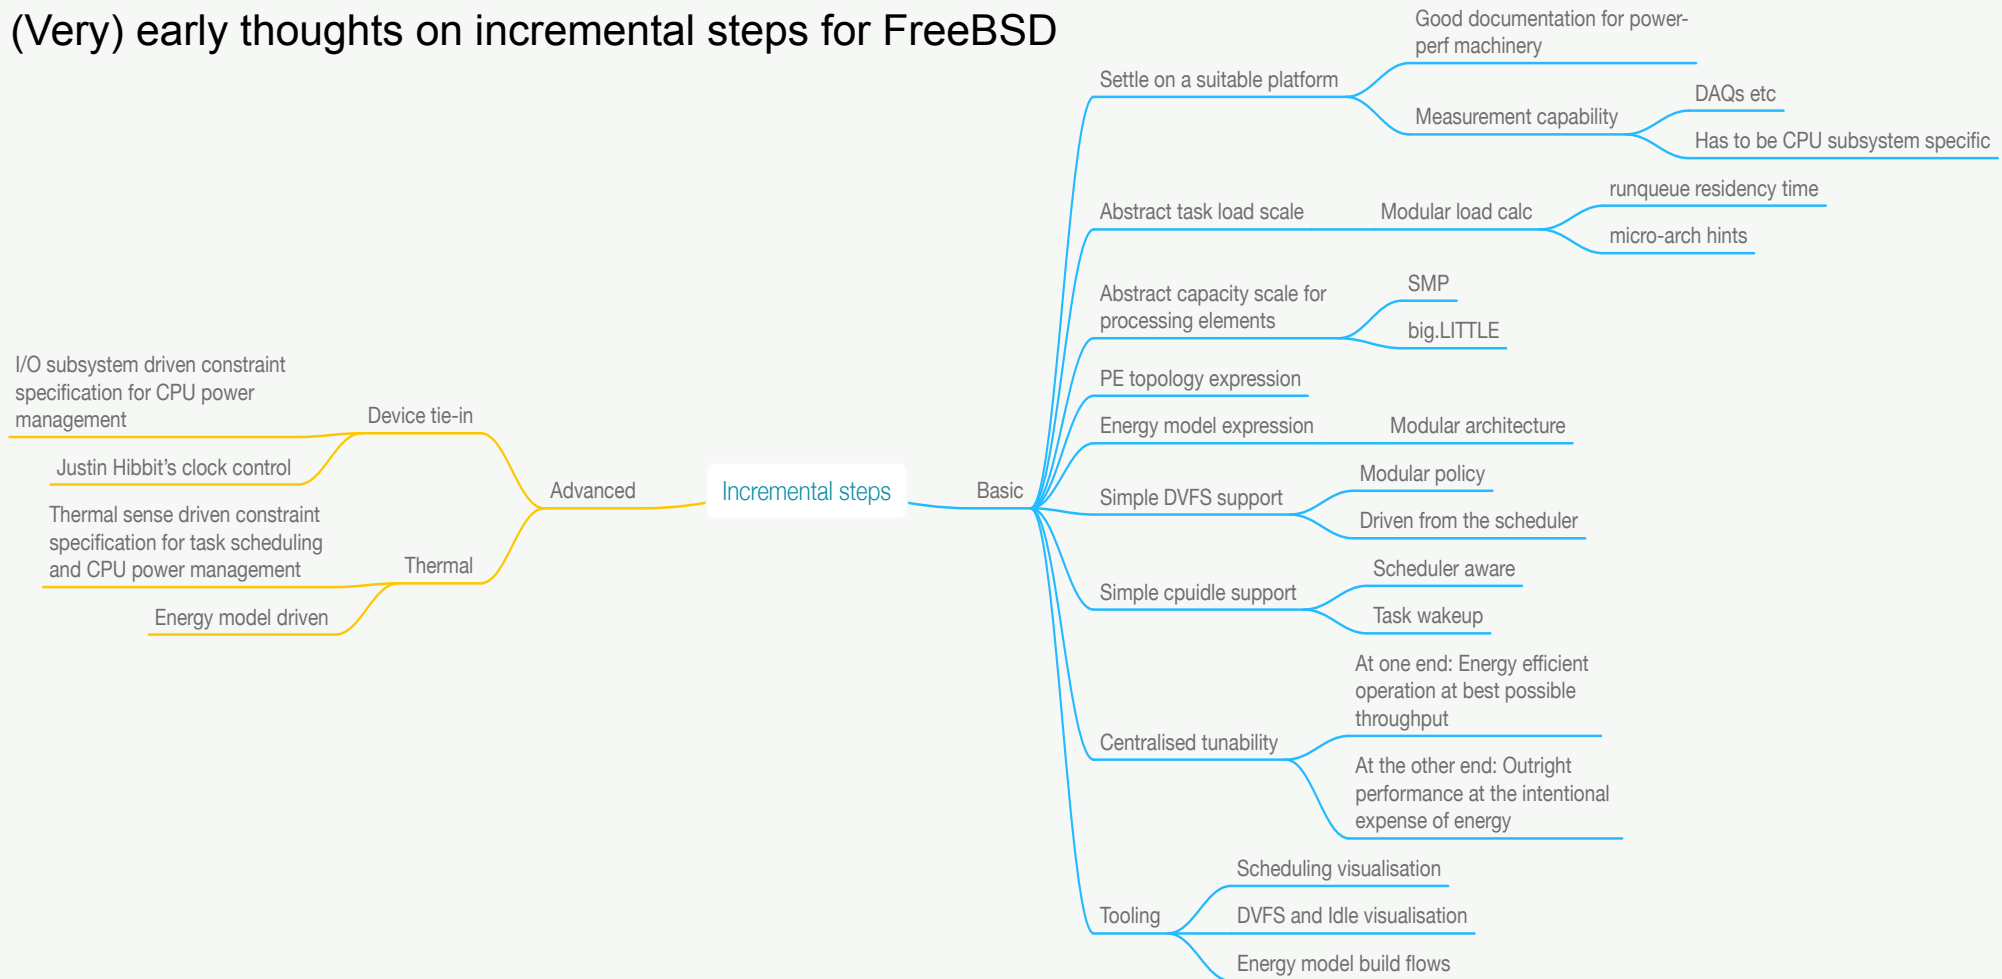 (Very) early thoughts on incremental steps for FreeBSD
Incremental steps
Basic
Settle on a suitable platform
Good documentation for power-
perf machinery
Measurement capability
DAQs etc
Has to be CPU subsystem specific
Abstract task load scale
Modular load calc
runqueue residency time
micro-arch hints
Abstract capacity scale for
processing elements
SMP
big.LITTLE
PE topology expression
Energy model expression
Modular architecture
Simple DVFS support
Modular policy
Driven from the scheduler
Simple cpuidle support
Scheduler aware
Task wakeup
Centralised tunability
At one end: Energy efficient
operation at best possible
throughput
At the other end: Outright
performance at the intentional
expense of energy
Tooling
Scheduling visualisation
DVFS and Idle visualisation
Energy model build flows
Advanced
Device tie-in
I/O subsystem driven constraint
specification for CPU power
management
Justin Hibbit's clock control
Thermal
Thermal sense driven constraint
specification for task scheduling
and CPU power management
Energy model driven